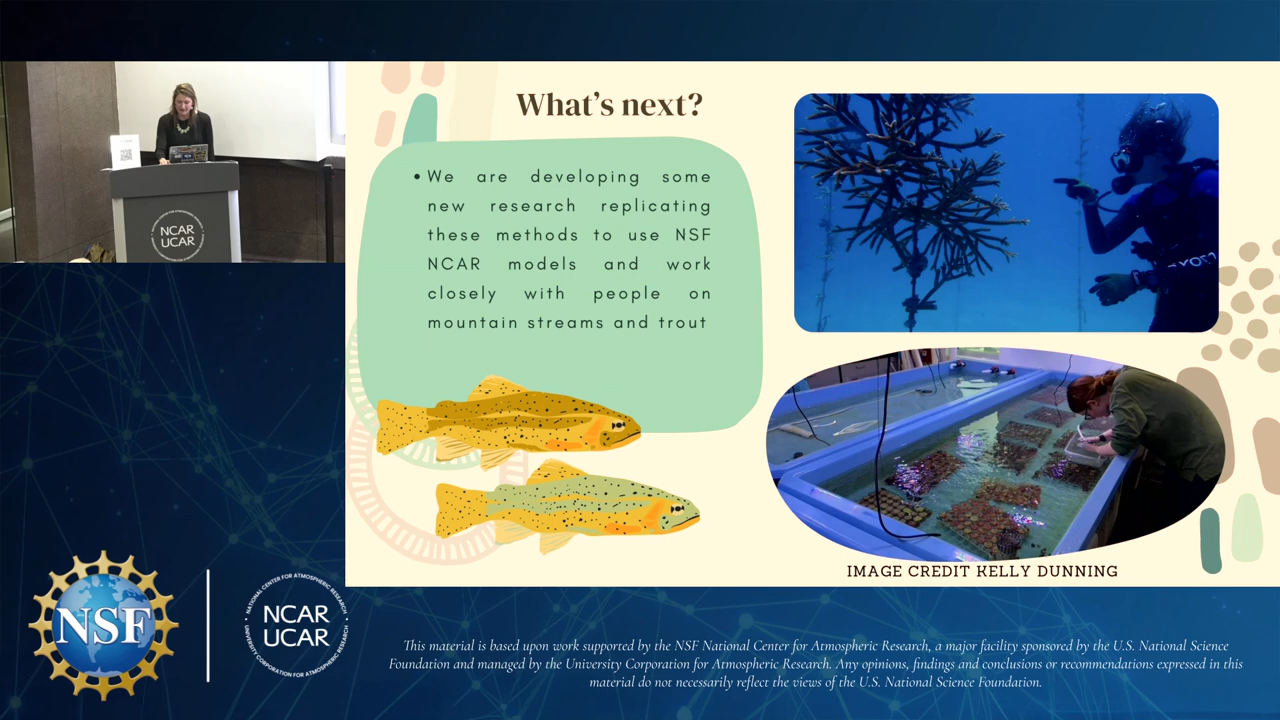 What's next?
• We are developing some
new research replicating
these methods to use NSF
NCAR models and work
closely with people on
mountain streams and trout
IMAGE CREDIT KELLY DUNNING
NCAR
UCAR
NSF
NATIONAL CENTER FOR ATMOSPHERIC RESEARCH
NCAR
UCAR
UNIVERSITY CORPORATION FOR ATMOSPHERIC RESEARCH
This material is based upon work supported by the NSF National Center for Atmospheric Research, a major facility sponsored by the U.S. National Science
Foundation and managed by the University Corporation for Atmospheric Research. Any opinions, findings and conclusions or recommendations expressed in this
material do not necessarily reflect the views of the U.S. National Science Foundation.